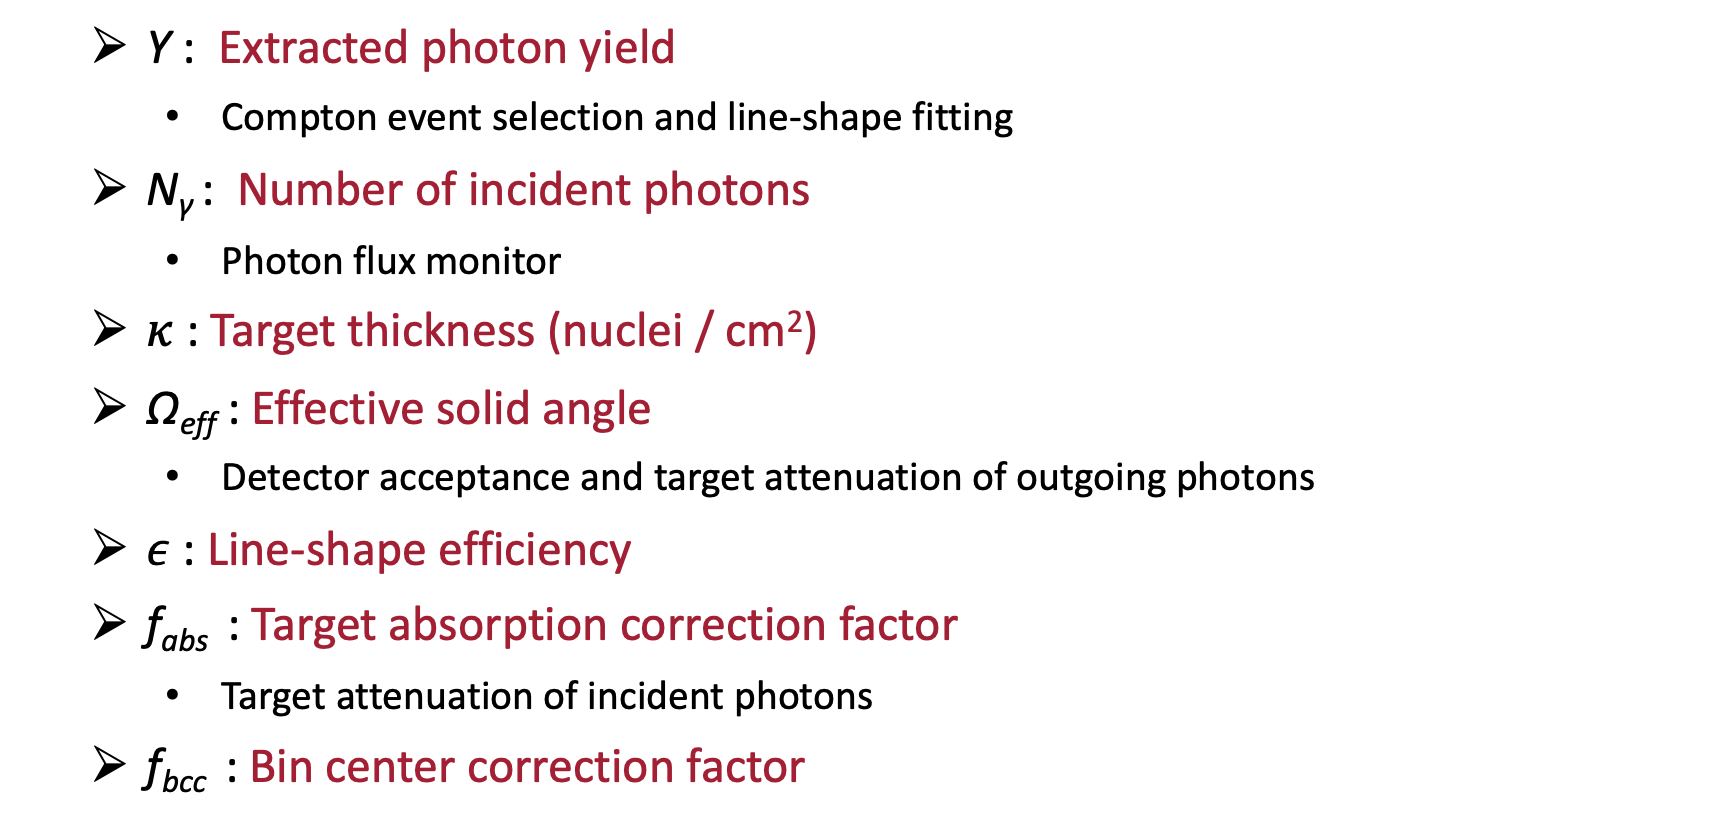 ➢ Y : Extracted photon yield
• Compton event selection and line-shape fitting
➢ Nγ : Number of incident photons
• Photon flux monitor
➢ κ : Target thickness (nuclei / cm²)
➢ Ωeff : Effective solid angle
• Detector acceptance and target attenuation of outgoing photons
➢ ϵ : Line-shape efficiency
➢ fabs : Target absorption correction factor
• Target attenuation of incident photons
➢ fbcc : Bin center correction factor